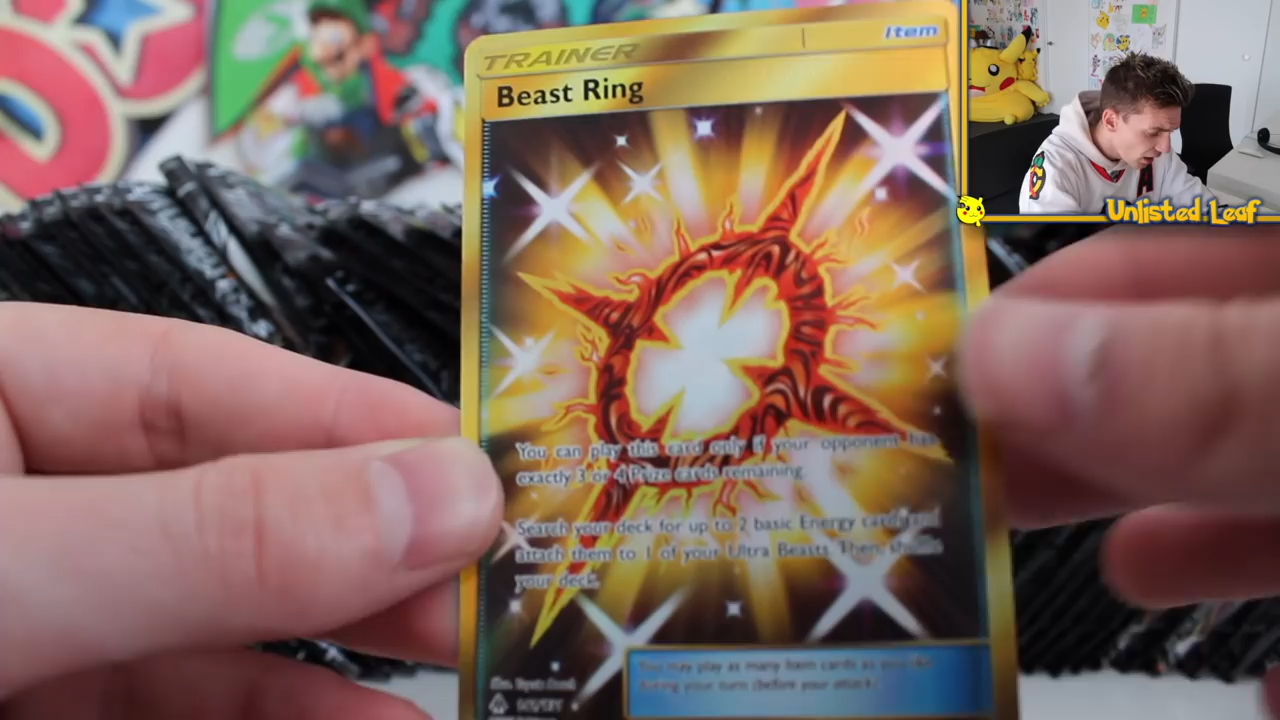 TRAINER
Item
Beast Ring
Unlisted Leaf
You can play this card only if your opponent has
exactly 3 or 4 Prize cards remaining.
Search your deck for up to 2 basic Energy cards and
attach them to 1 of your Ultra Beasts. Then, shuffle
your deck.
You may play as many Item cards as you like
during your turn (before your attack).